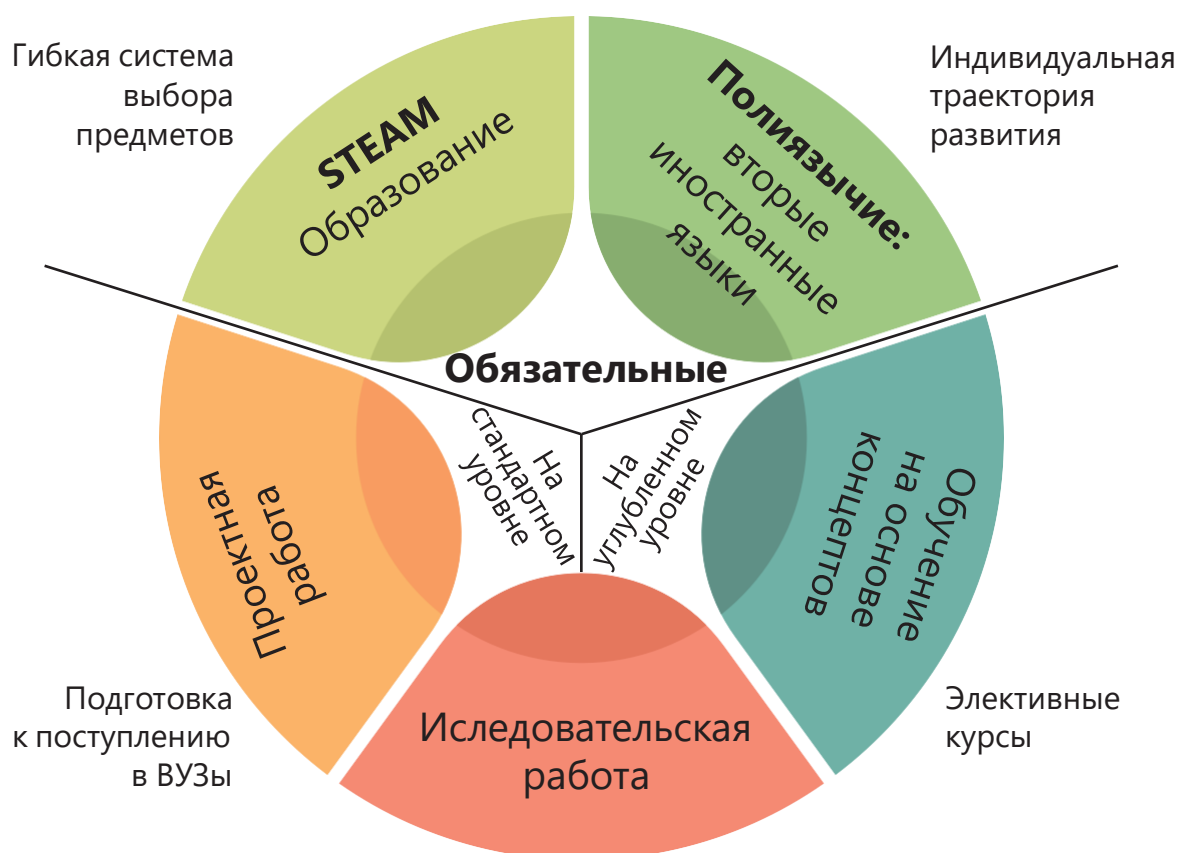 Гибкая система
выбора
предметов
STEAM
Образование
Полиязычие:
вторые
иностранные
языки
Индивидуальная
траектория
развития
Обязательные
На
стандартном
уровне
На
углубленном
уровне
Проектная
работа
Обучение
на основе
концептов
Иследовательская
работа
Подготовка
к поступлению
в ВУЗы
Элективные
курсы